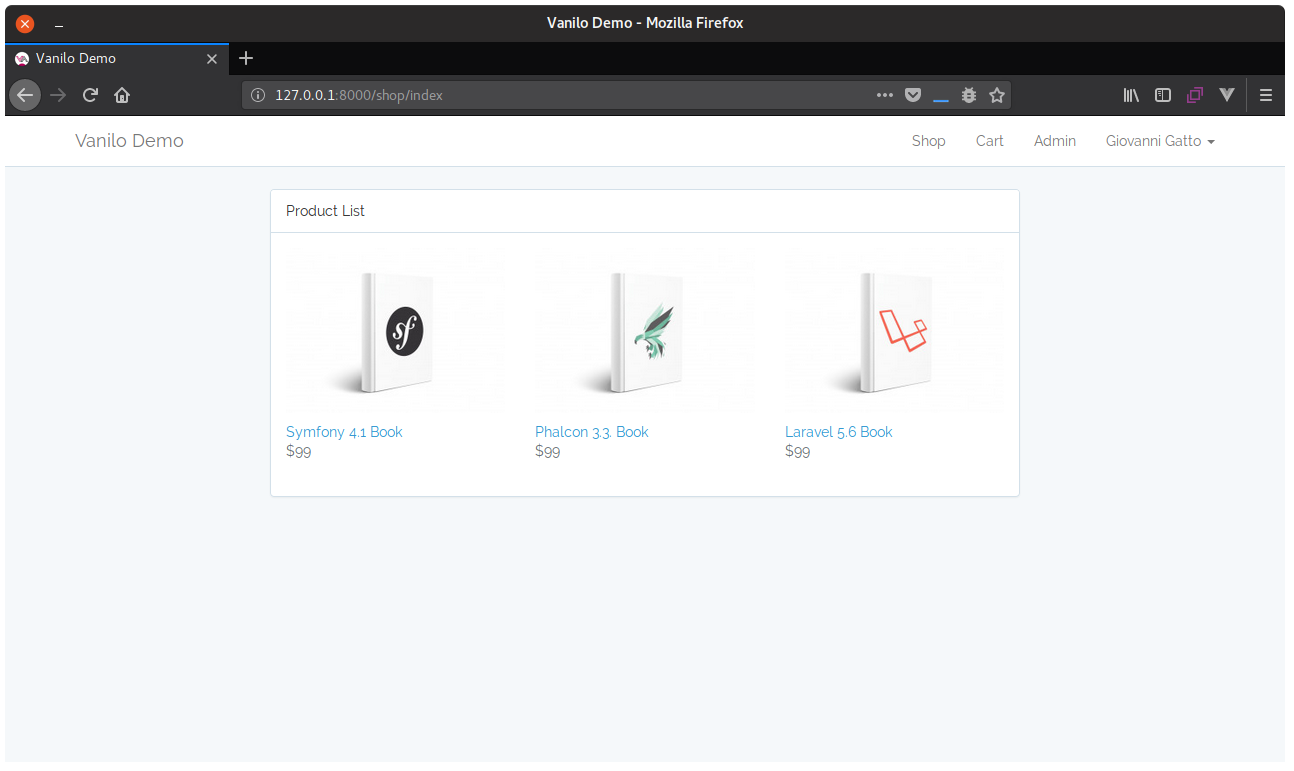 Vanilo Demo - Mozilla Firefox
Vanilo Demo
127.0.0.1:8000/shop/index
Vanilo Demo Shop Cart Admin Giovanni Gatto
Product List
sf
Symfony 4.1 Book Phalcon 3.3. Book Laravel 5.6 Book
$99 $99 $99